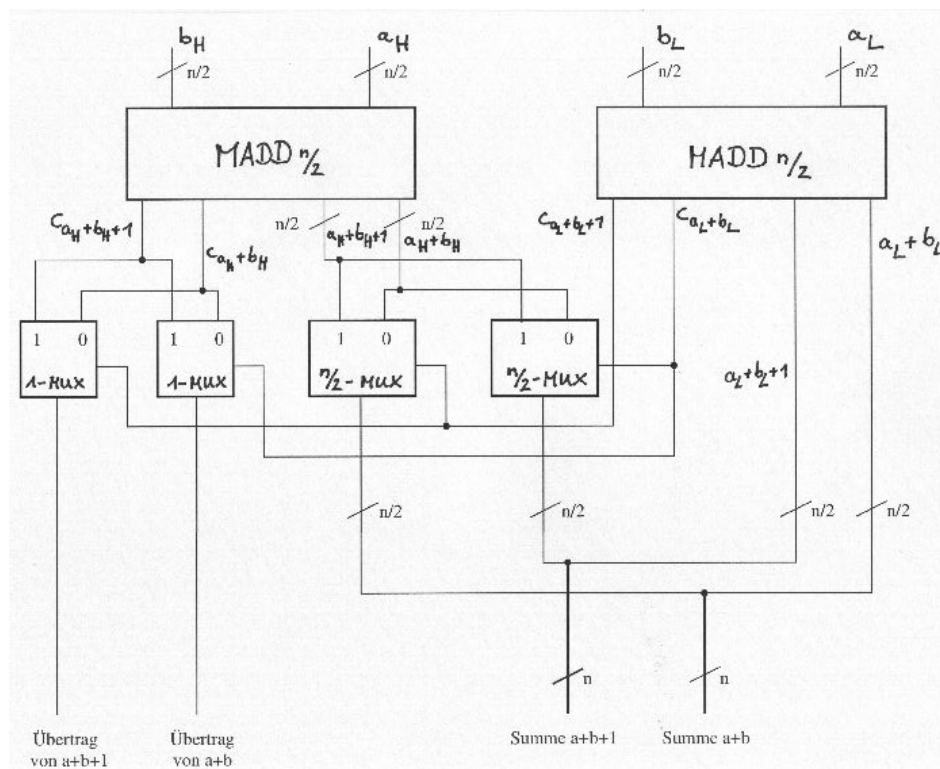 b_H a_H b_L a_L
n/2 n/2 n/2 n/2
MADD n/2 MADD n/2
c_{a_H+b_H+1} c_{a_H+b_H} n/2 a_H+b_H+1 n/2 a_H+b_H c_{a_L+b_L+1} c_{a_L+b_L} a_L+b_L
1 0 1 0 1 0 1 0
1-MUX 1-MUX n/2-MUX n/2-MUX a_L+b_L+1
n/2 n/2 n/2 n/2
n n
Übertrag Übertrag Summe a+b+1 Summe a+b
von a+b+1 von a+b